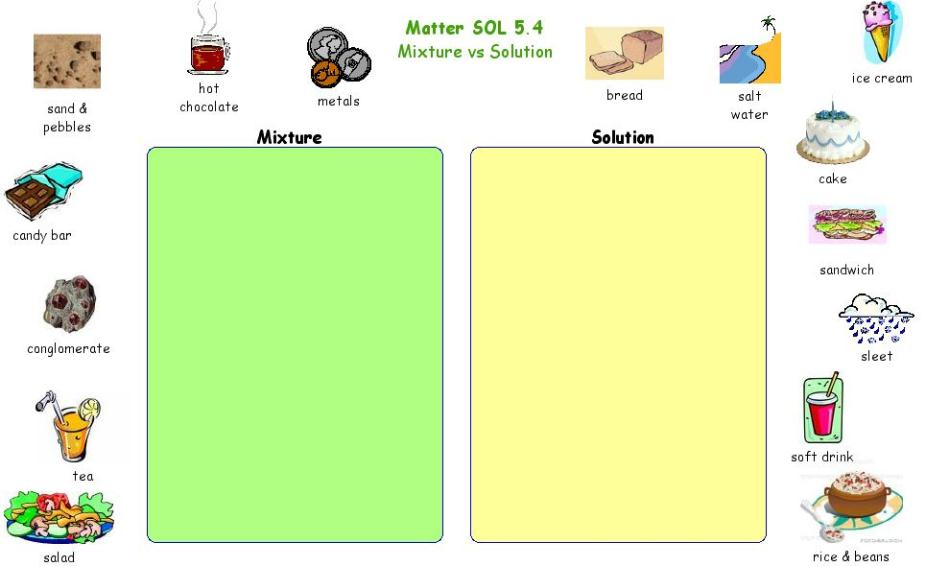 Matter SOL 5.4
Mixture vs Solution
sand &
pebbles
hot
chocolate
metals
bread
salt
water
ice cream
Mixture
Solution
cake
candy bar
sandwich
conglomerate
sleet
tea
soft drink
salad
rice & beans